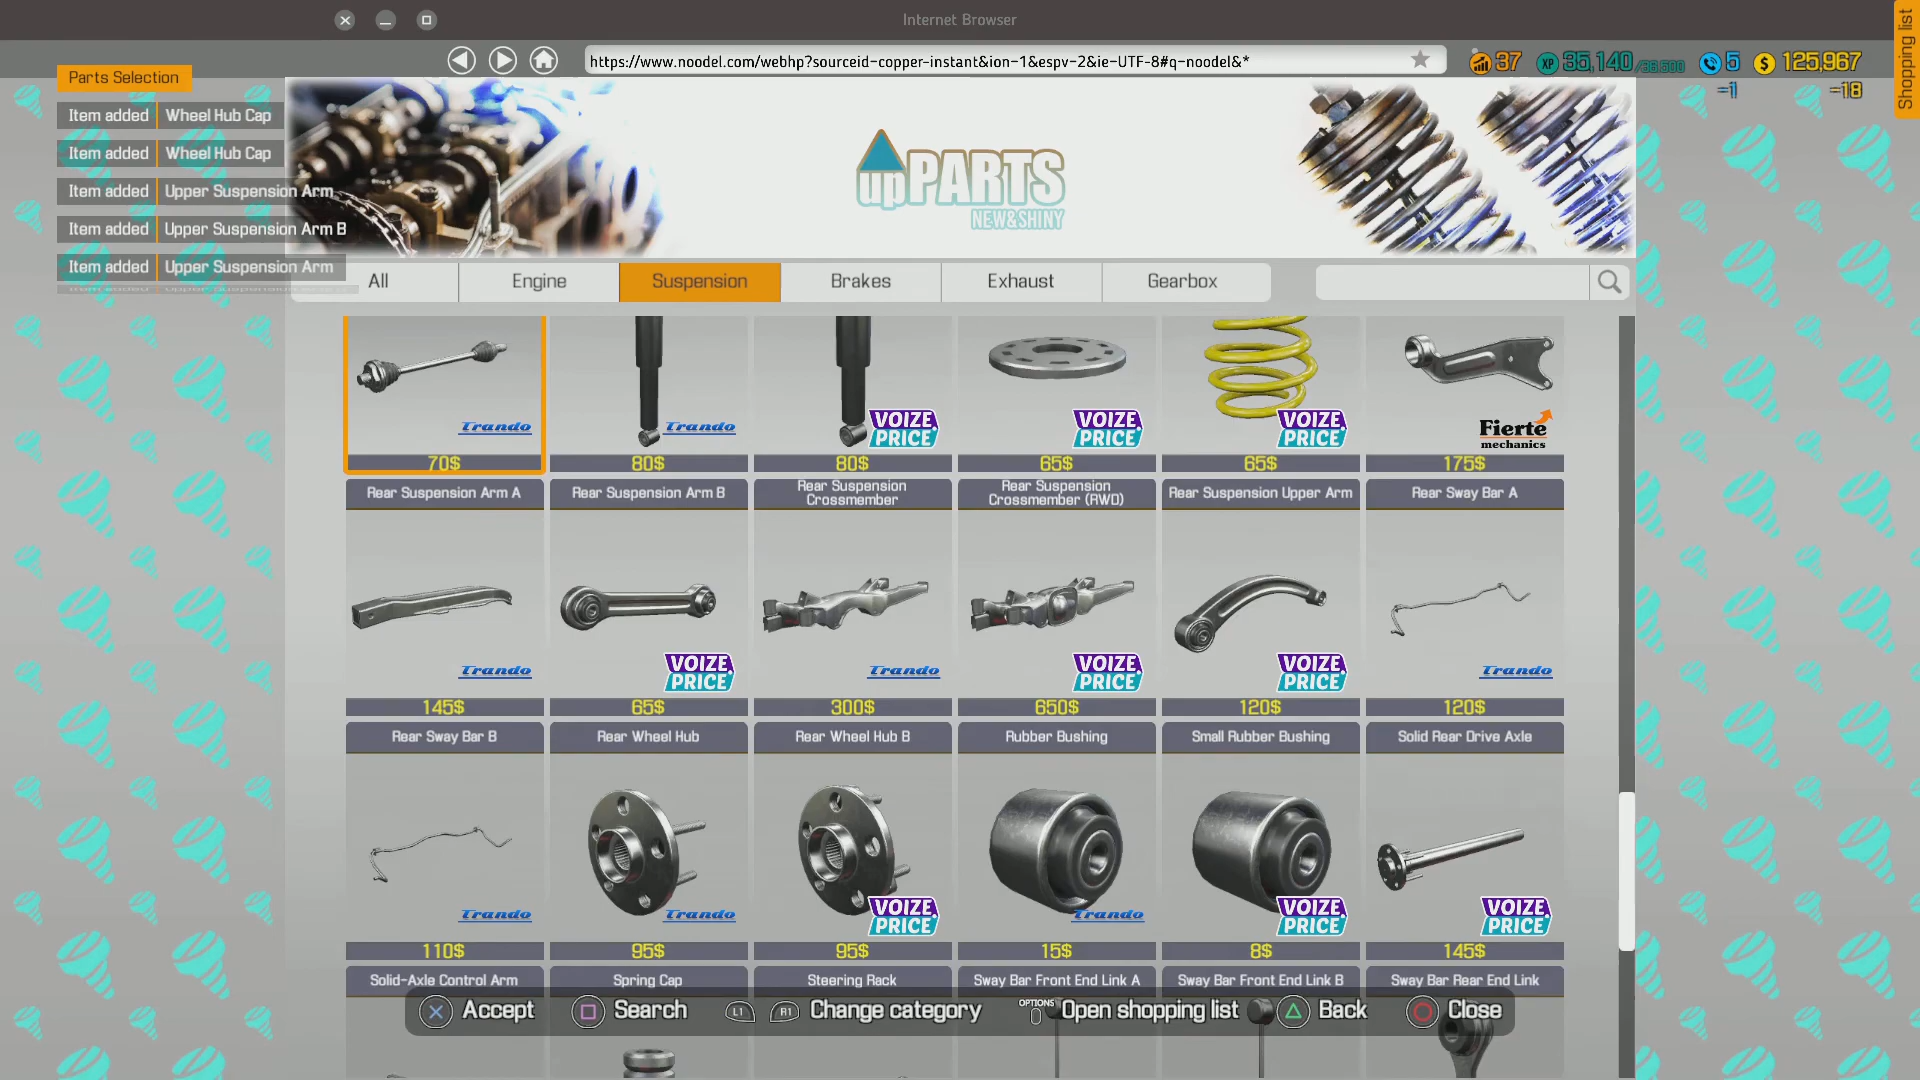 Internet Browser
https://www.noodel.com/webhp?sourceid-copper-instant&ion-1&espv-2&ie-UTF-8#q-noodel&*
37
XP 35,140
5
$ 125,967
-1
-18
Shopping list
Parts Selection
Item added Wheel Hub Cap
Item added Wheel Hub Cap
Item added Upper Suspension Arm
Item added Upper Suspension Arm B
Item added Upper Suspension Arm
upPARTS
NEW&SHINY
All
Engine
Suspension
Brakes
Exhaust
Gearbox
Trando
Trando
VOIZE PRICE
VOIZE PRICE
VOIZE PRICE
Fierte mechanics
70$
80$
80$
65$
65$
175$
Rear Suspension Arm A
Rear Suspension Arm B
Rear Suspension
Crossmember
Rear Suspension
Crossmember (RWD)
Rear Suspension Upper Arm
Rear Sway Bar A
Trando
VOIZE PRICE
Trando
VOIZE PRICE
VOIZE PRICE
Trando
145$
65$
300$
650$
120$
120$
Rear Sway Bar B
Rear Wheel Hub
Rear Wheel Hub B
Rubber Bushing
Small Rubber Bushing
Solid Rear Drive Axle
Trando
Trando
VOIZE PRICE
Trando
VOIZE PRICE
VOIZE PRICE
110$
95$
95$
15$
8$
145$
Solid-Axle Control Arm
Spring Cap
Steering Rack
Sway Bar Front End Link A
Sway Bar Front End Link B
Sway Bar Rear End Link
Accept
Search
L1 R1 Change category
OPTIONS Open shopping list
Back
Close